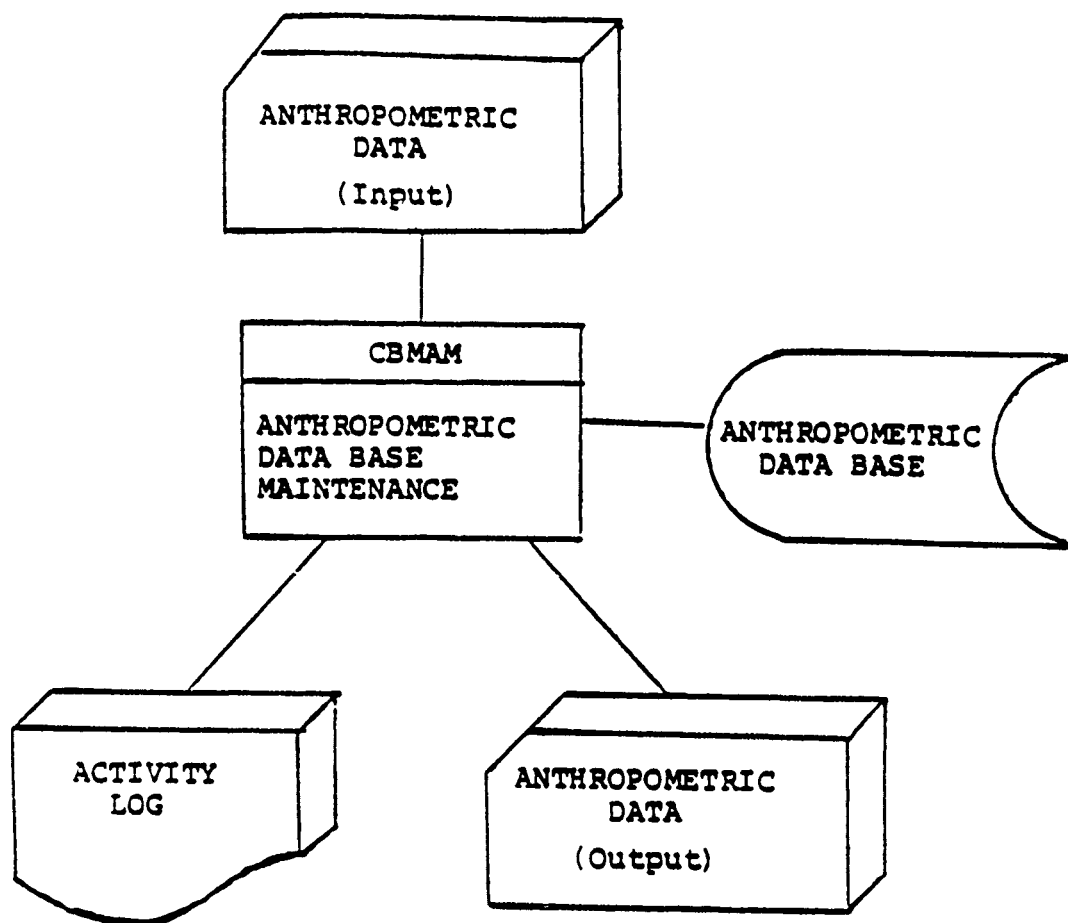 ANTHROPOMETRIC
DATA
(Input)
CBMAM
ANTHROPOMETRIC
DATA BASE
MAINTENANCE
ANTHROPOMETRIC
DATA BASE
ACTIVITY
LOG
ANTHROPOMETRIC
DATA
(Output)